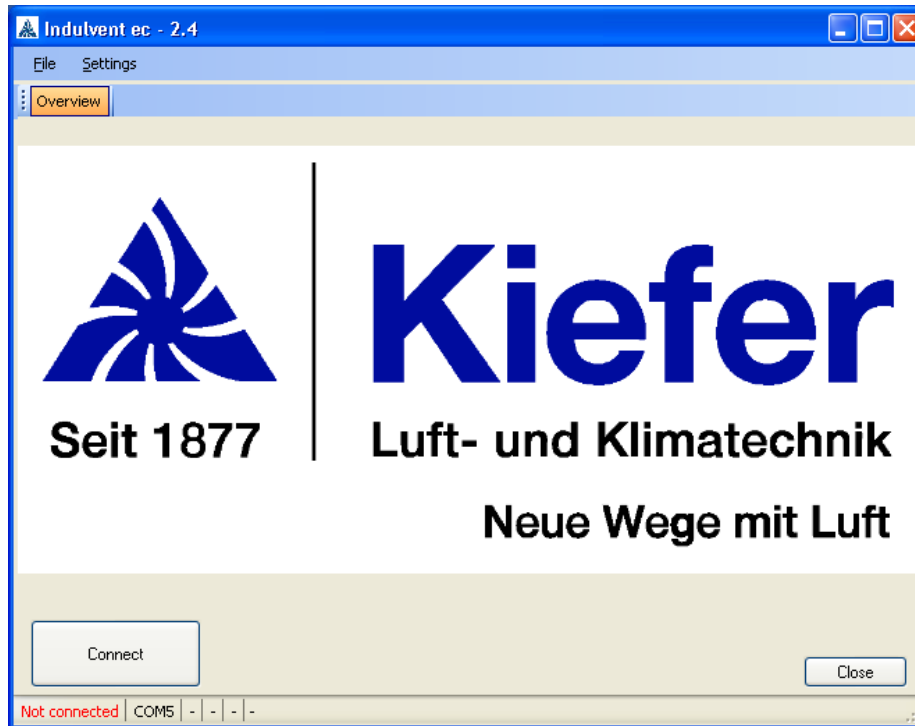 Indulvent ec - 2.4
File Settings
Overview
Kiefer
Seit 1877
Luft- und Klimatechnik
Neue Wege mit Luft
Connect
Close
Not connected COM5 - - - -